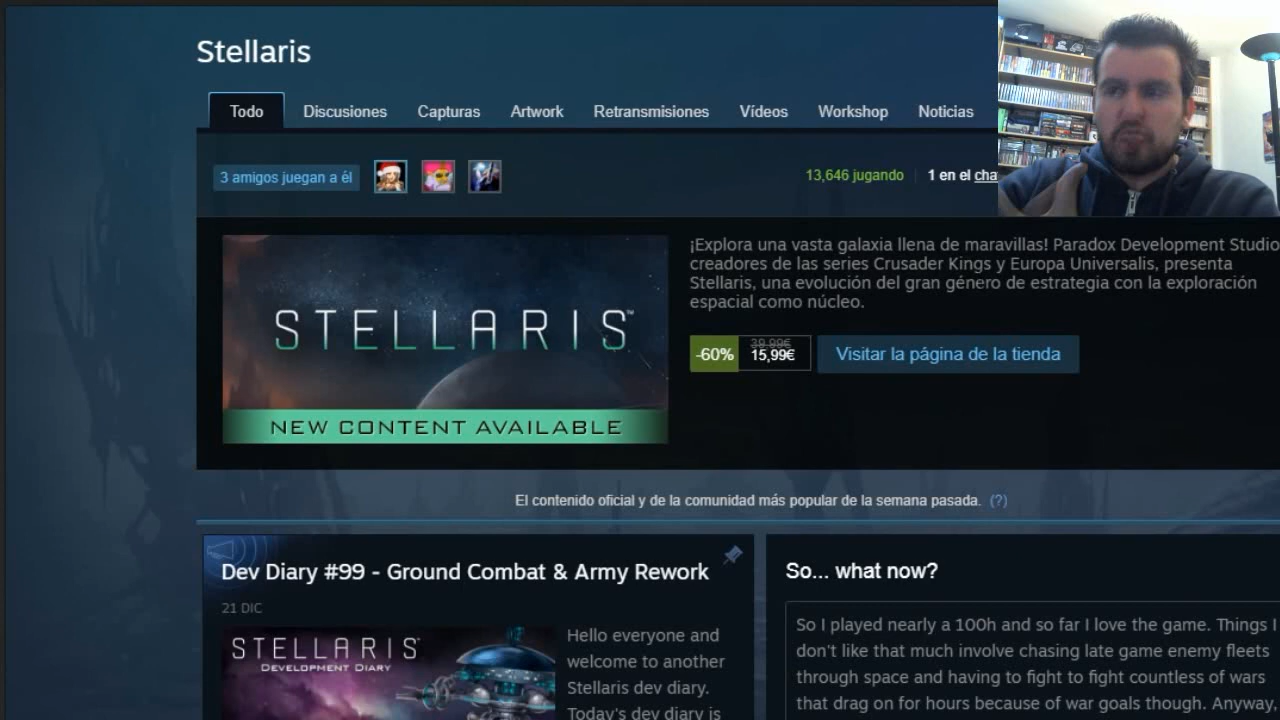 Stellaris
Todo Discusiones Capturas Artwork Retransmisiones Vídeos Workshop Noticias
3 amigos juegan a él
13,646 jugando 1 en el
STELLARIS™
NEW CONTENT AVAILABLE
¡Explora una vasta galaxia llena de maravillas! Paradox Development Studio
creadores de las series Crusader Kings y Europa Universalis, presenta
Stellaris, una evolución del gran género de estrategia con la exploración
espacial como núcleo.
-60% 39,99€
15,99€
Visitar la página de la tienda
El contenido oficial y de la comunidad más popular de la semana pasada. (?)
Dev Diary #99 - Ground Combat & Army Rework
21 DIC
STELLARIS
DEVELOPMENT DIARY
Hello everyone and
welcome to another
Stellaris dev diary.
Today's dev diary is
So... what now?
So I played nearly a 100h and so far I love the game. Things I
don't like that much involve chasing late game enemy fleets
through space and having to fight to fight countless of wars
that drag on for hours because of war goals though. Anyway,